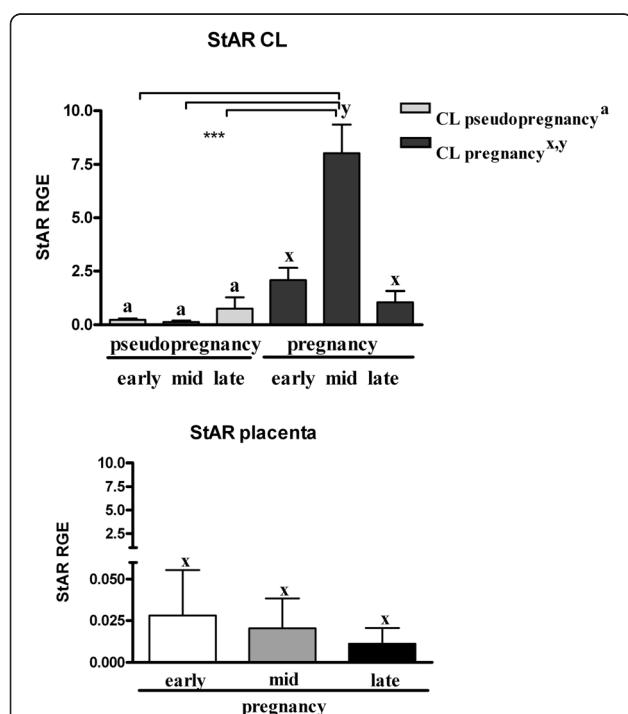 StAR CL
StAR RGE
10.0
7.5
5.0
2.5
0.0
***
y
a
a
a
x
x
CL pseudopregnancy a
CL pregnancy x,y
pseudopregnancy pregnancy
early mid late early mid late
StAR placenta
StAR RGE
10.0
7.5
5.0
2.5
0.050
0.025
0.000
x
x
x
early mid late
pregnancy